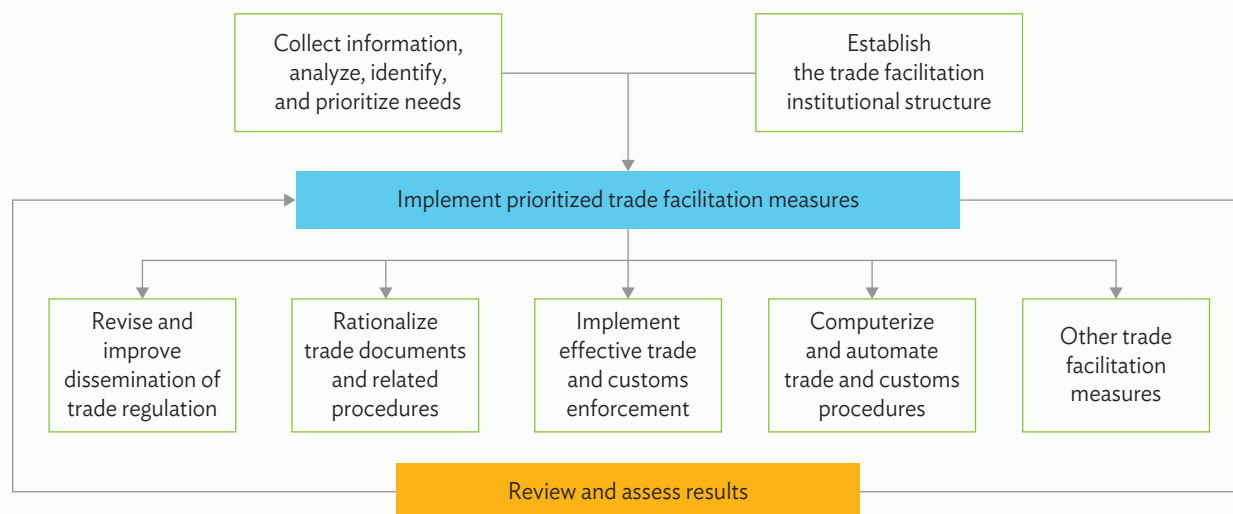 Collect information,
analyze, identify,
and prioritize needs
Establish
the trade facilitation
institutional structure
Implement prioritized trade facilitation measures
Revise and
improve
dissemination of
trade regulation
Rationalize
trade documents
and related
procedures
Implement
effective trade
and customs
enforcement
Computerize
and automate
trade and customs
procedures
Other trade
facilitation
measures
Review and assess results